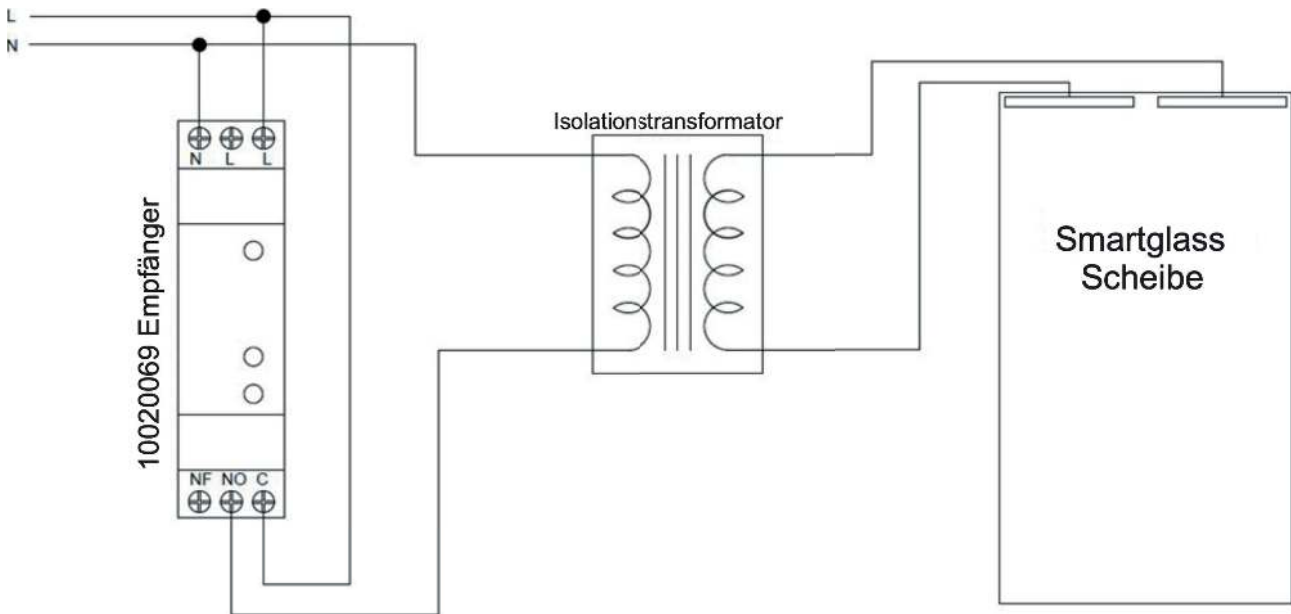 L
N
Isolationstransformator
N L L
10020069 Empfänger
Smartglass
Scheibe
NF NO C